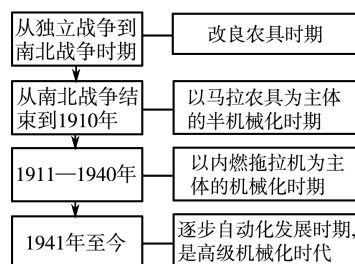 从独立战争到
南北战争时期
改良农具时期
从南北战争结
束到1910年
以马拉农具为主体
的半机械化时期
1911—1940年
以内燃拖拉机为主
体的机械化时期
1941年至今
逐步自动化发展时期,
是高级机械化时代